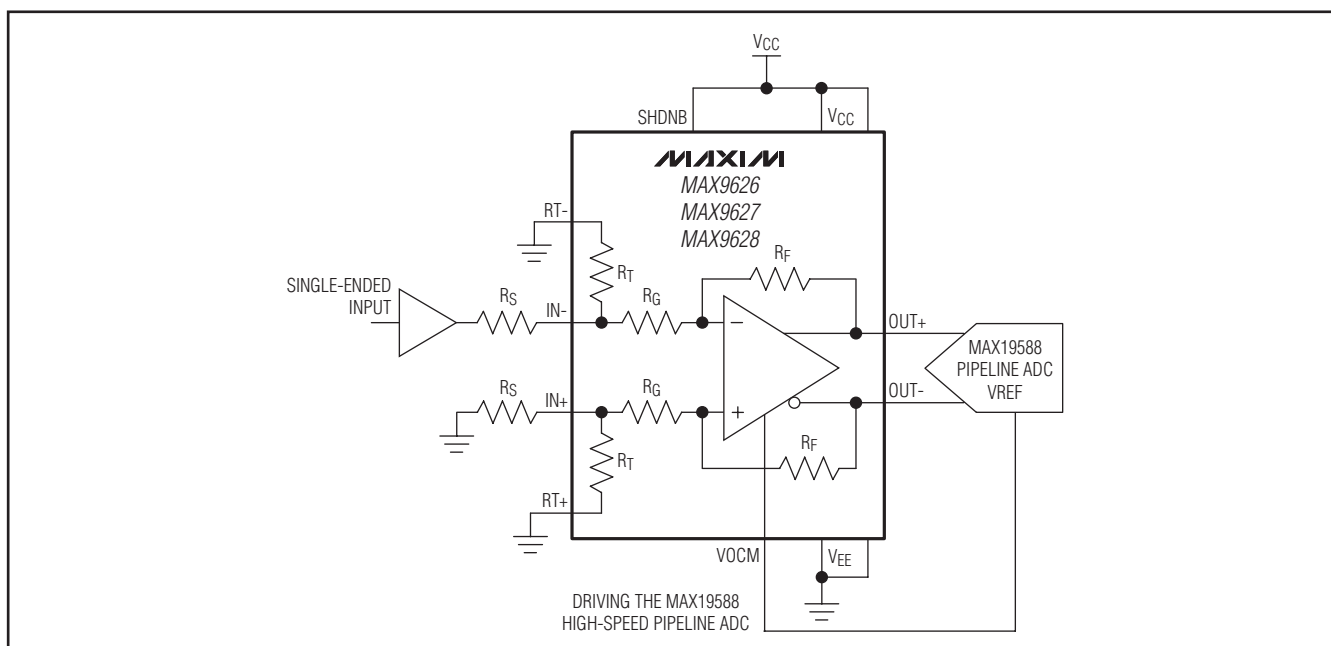 VCC
SHDNB
VCC
MAXIM
MAX9626
MAX9627
MAX9628
RT-
RT
RF
SINGLE-ENDED
INPUT
RS
IN-
RG
−
OUT+
MAX19588
PIPELINE ADC
VREF
RS
IN+
RG
+
OUT-
RT
RF
RT+
VOCM
VEE
DRIVING THE MAX19588
HIGH-SPEED PIPELINE ADC